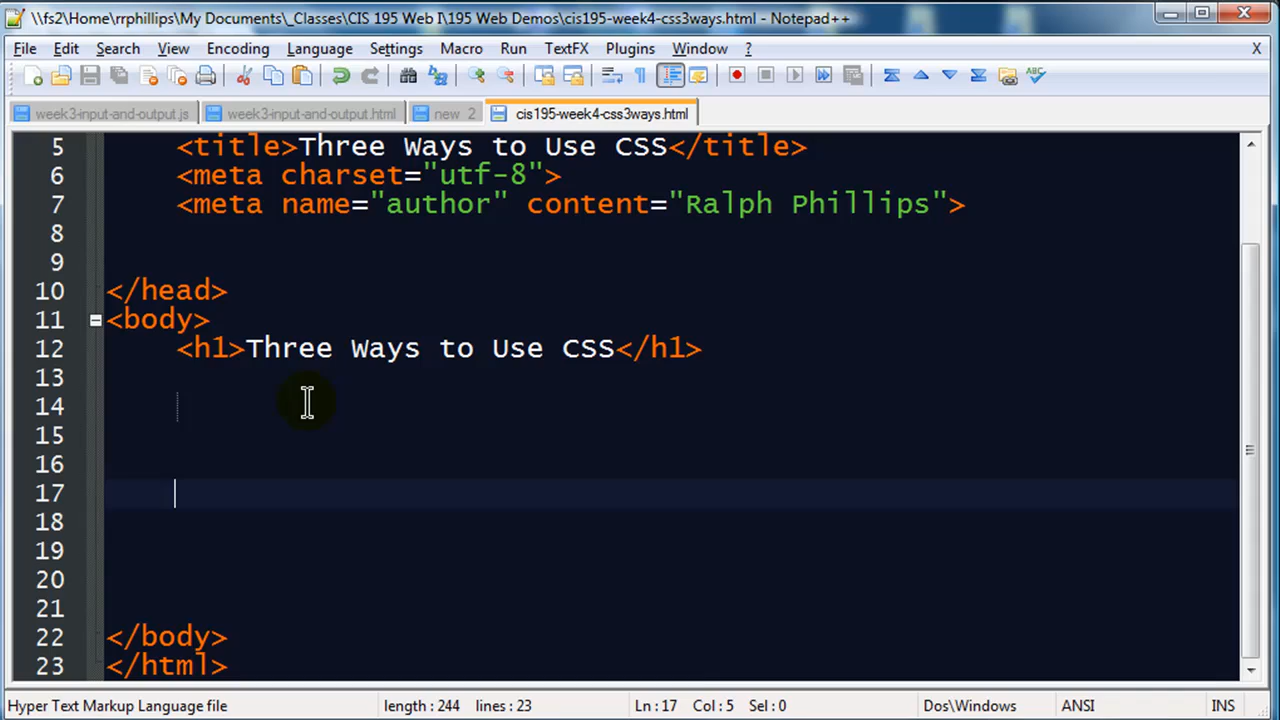 \\fs2\Home\rrphillips\My Documents\_Classes\CIS 195 Web I\195 Web Demos\cis195-week4-css3ways.html - Notepad++
File Edit Search View Encoding Language Settings Macro Run TextFX Plugins Window ? X
week3-input-and-output.js week3-input-and-output.html new 2 cis195-week4-css3ways.html
5 <title>Three Ways to Use CSS</title>
6 <meta charset="utf-8">
7 <meta name="author" content="Ralph Phillips">
8
9
10 </head>
11 <body>
12 <h1>Three Ways to Use CSS</h1>
13
14
15
16
17
18
19
20
21
22 </body>
23 </html>
Hyper Text Markup Language file length : 244 lines : 23 Ln : 17 Col : 5 Sel : 0 Dos\Windows ANSI INS